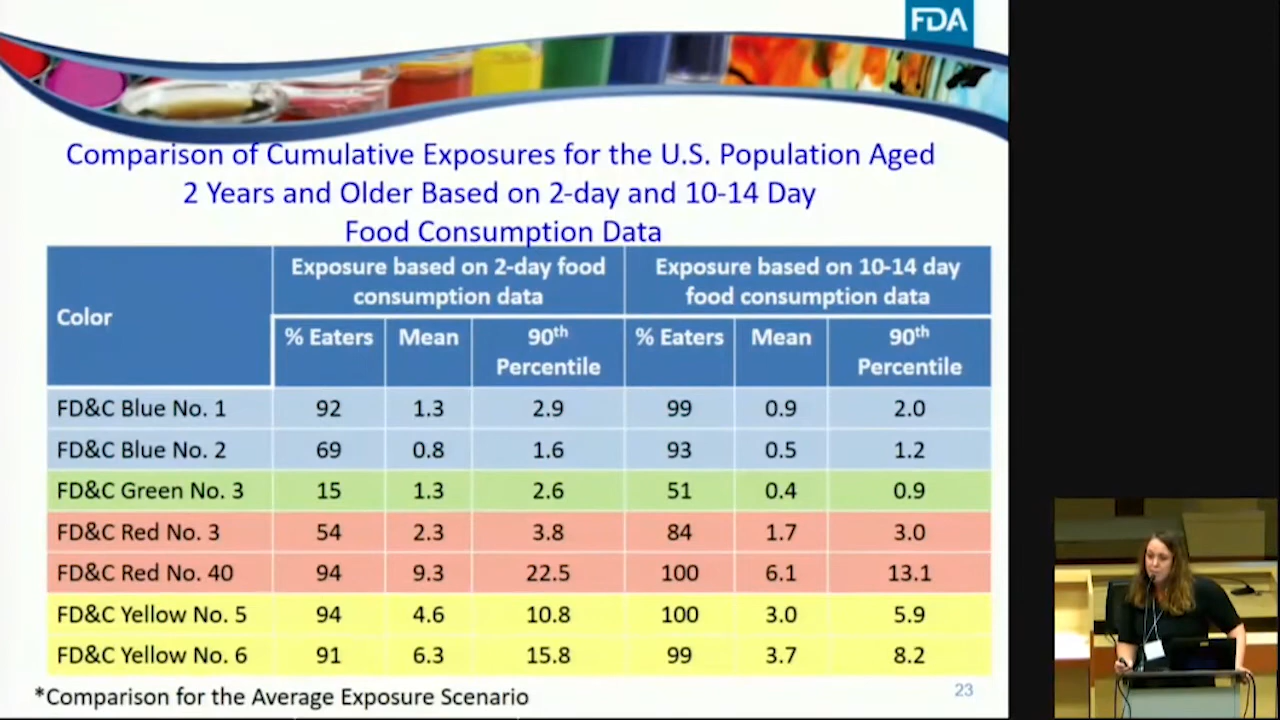 FDA
Comparison of Cumulative Exposures for the U.S. Population Aged
2 Years and Older Based on 2-day and 10-14 Day
Food Consumption Data
Color
Exposure based on 2-day food
consumption data
Exposure based on 10-14 day
food consumption data
% Eaters Mean 90th
Percentile
% Eaters Mean 90th
Percentile
FD&C Blue No. 1 92 1.3 2.9 99 0.9 2.0
FD&C Blue No. 2 69 0.8 1.6 93 0.5 1.2
FD&C Green No. 3 15 1.3 2.6 51 0.4 0.9
FD&C Red No. 3 54 2.3 3.8 84 1.7 3.0
FD&C Red No. 40 94 9.3 22.5 100 6.1 13.1
FD&C Yellow No. 5 94 4.6 10.8 100 3.0 5.9
FD&C Yellow No. 6 91 6.3 15.8 99 3.7 8.2
*Comparison for the Average Exposure Scenario
23